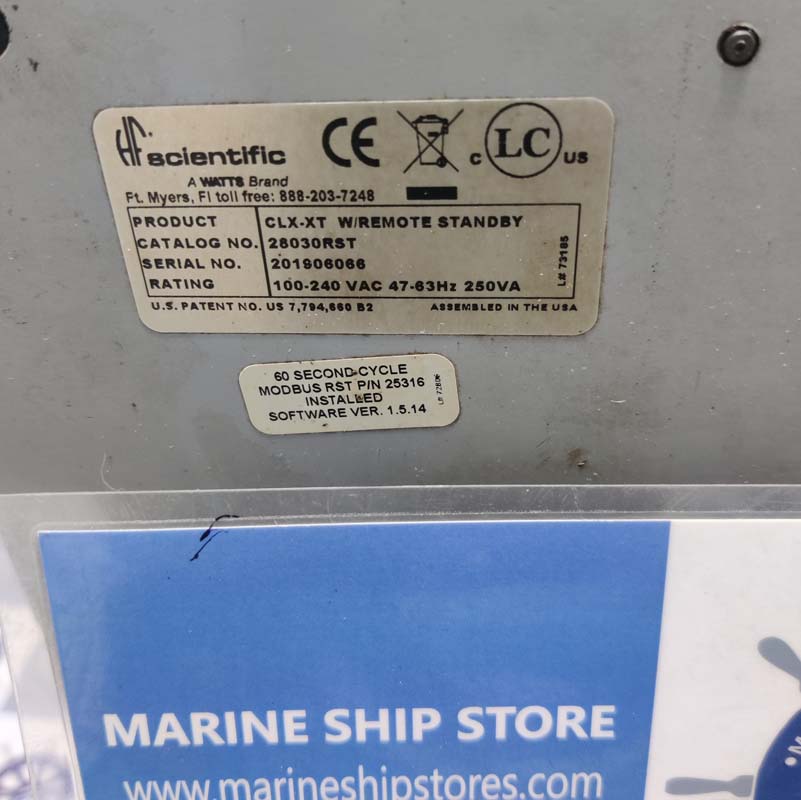 HF scientific
CE
c LC us
A WATTS Brand
Ft. Myers, Fl toll free: 888-203-7248
PRODUCT CLX-XT W/REMOTE STANDBY
CATALOG NO. 28030RST
SERIAL NO. 201906066
RATING 100-240 VAC 47-63Hz 250VA
L# 73185
U.S. PATENT NO. US 7,794,660 B2 ASSEMBLED IN THE USA
60 SECOND CYCLE
MODBUS RST P/N 25316
INSTALLED
SOFTWARE VER. 1.5.14
MARINE SHIP STORE
www.marineshipstores.com